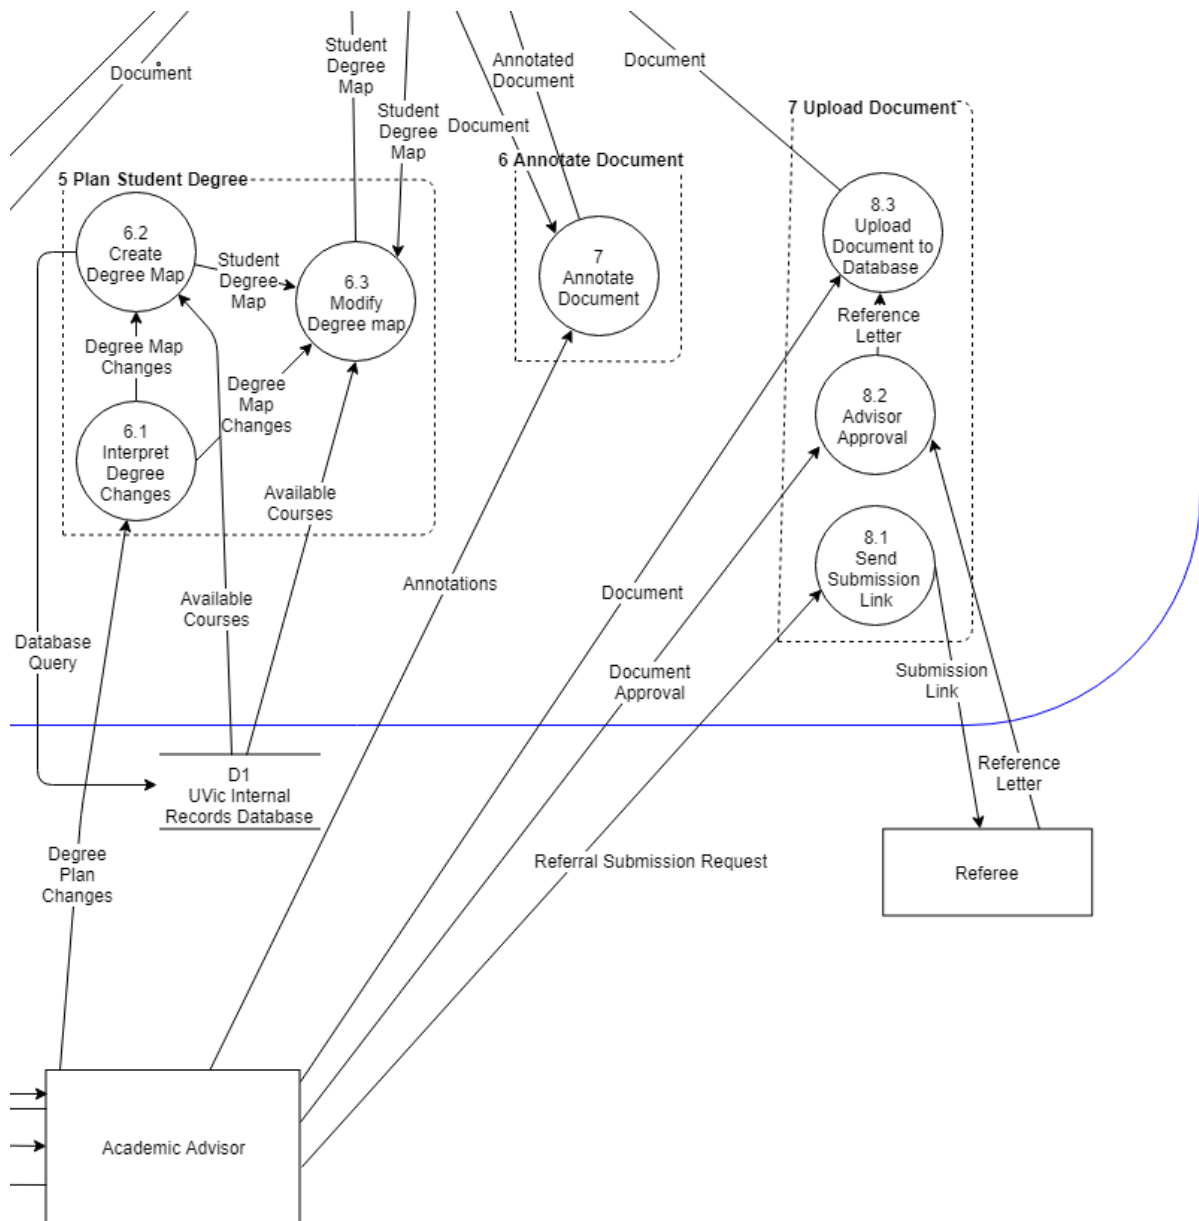 Document
Student
Degree
Map
Student
Degree
Map
Annotated
Document
Document
Document
7 Upload Document
6 Annotate Document
5 Plan Student Degree
6.2
Create
Degree Map
Student
Degree
Map
6.3
Modify
Degree map
7
Annotate
Document
8.3
Upload
Document to
Database
Reference
Letter
Degree Map
Changes
Degree
Map
Changes
8.2
Advisor
Approval
6.1
Interpret
Degree
Changes
Available
Courses
8.1
Send
Submission
Link
Annotations
Document
Available
Courses
Database
Query
Document
Approval
Submission
Link
D1
UVic Internal
Records Database
Reference
Letter
Degree
Plan
Changes
Referral Submission Request
Referee
Academic Advisor